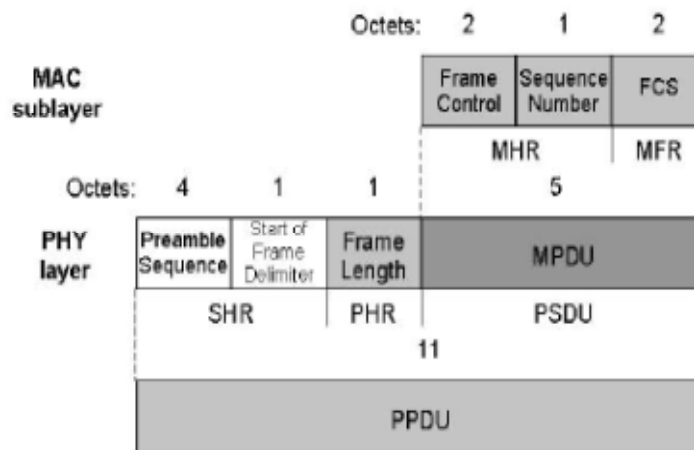 Octets: 2 1 2
MAC sublayer
Frame Control
Sequence Number
FCS
MHR MFR
Octets: 4 1 1 5
PHY layer
Preamble Sequence
Start of Frame Delimiter
Frame Length
MPDU
SHR PHR PSDU
11
PPDU